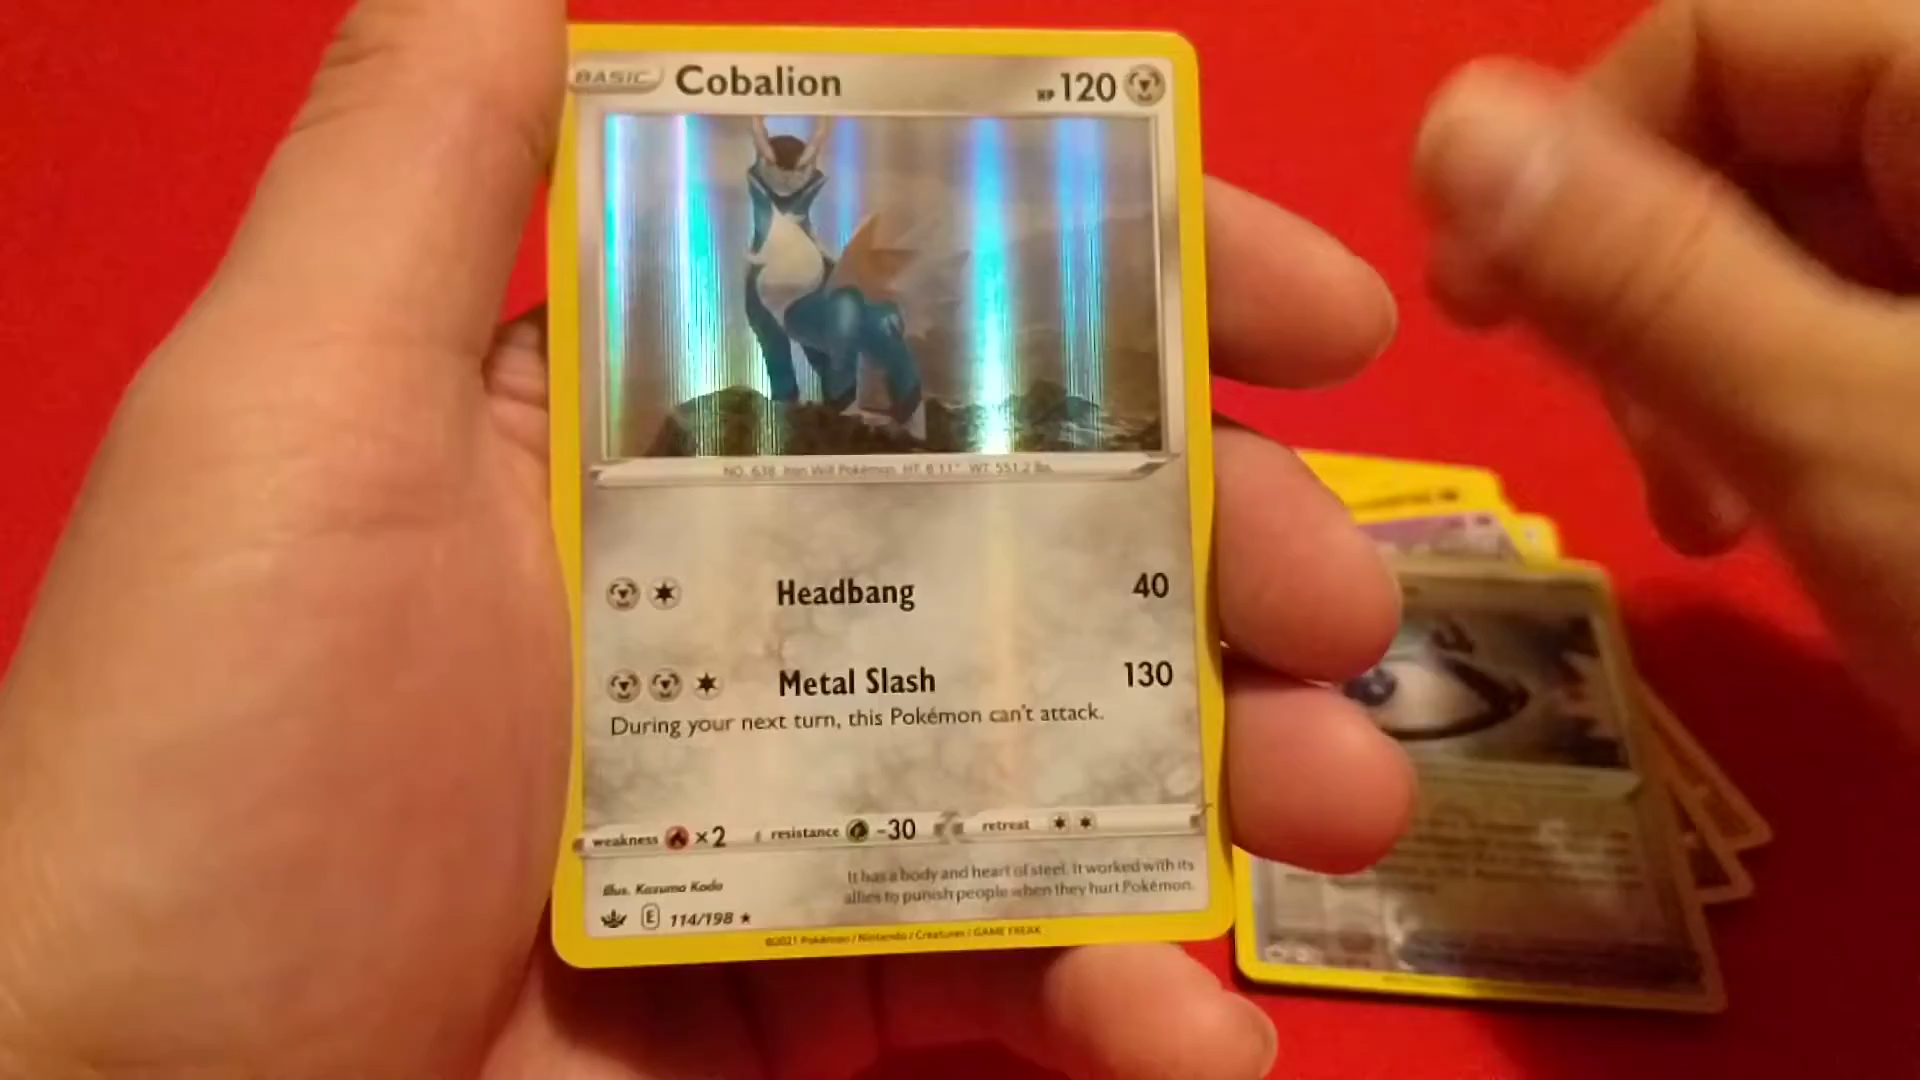 BASIC Cobalion HP 120
NO. 638 Iron Will Pokémon HT: 6'11" WT: 551.2 lbs.
Headbang 40
Metal Slash 130
During your next turn, this Pokémon can't attack.
weakness ×2 resistance -30 retreat
It has a body and heart of steel. It worked with its
allies to punish people when they hurt Pokémon.
Illus. Kazuma Koda
E 114/198 ★
©2021 Pokémon / Nintendo / Creatures / GAME FREAK